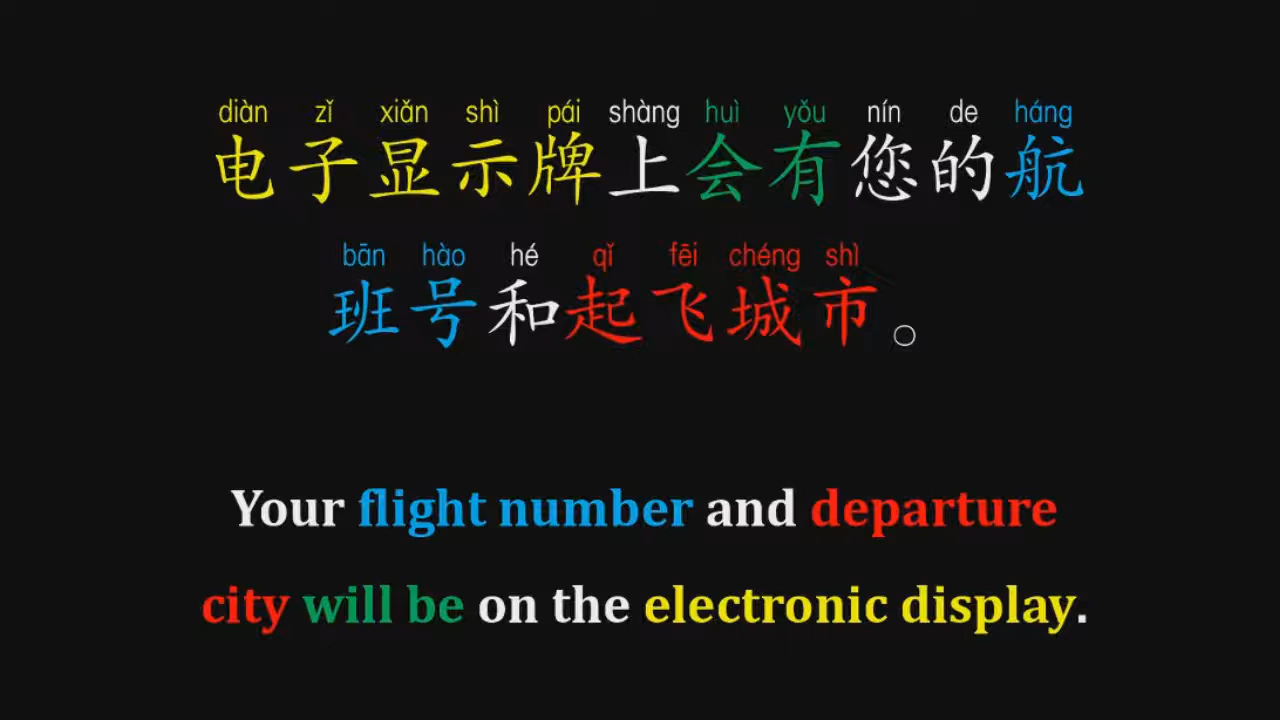 diàn zǐ xiǎn shì pái shàng huì yǒu nín de háng
电子显示牌上会有您的航
bān hào hé qǐ fēi chéng shì
班号和起飞城市。
Your flight number and departure
city will be on the electronic display.